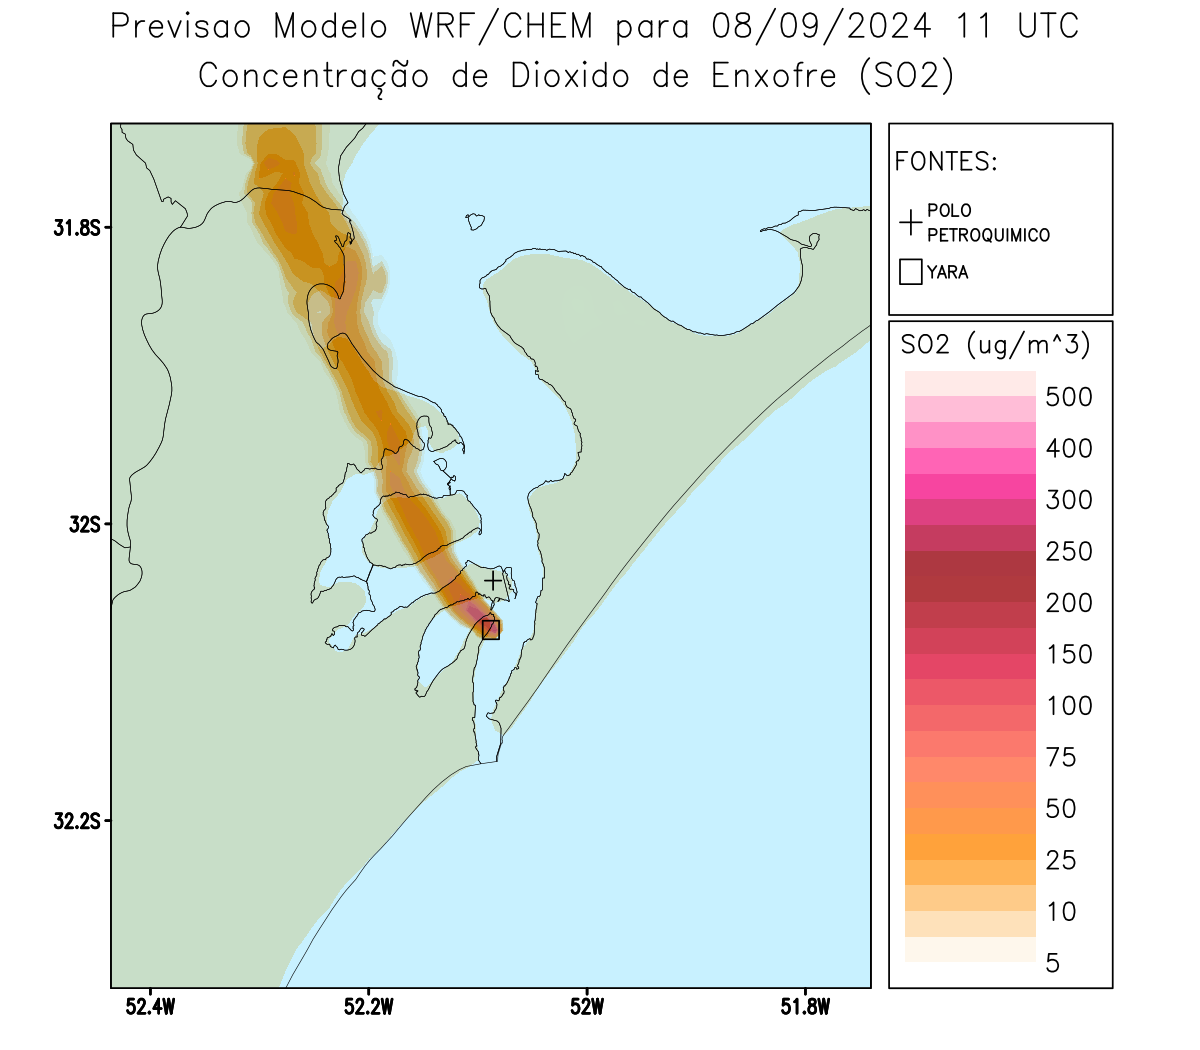 Previsao Modelo WRF/CHEM para 08/09/2024 11 UTC
Concentração de Dioxido de Enxofre (SO2)
FONTES:
POLO
PETROQUIMICO
YARA
SO2 (ug/m^3)
500
400
300
250
200
150
100
75
50
25
10
5
31.8S
32S
32.2S
52.4W
52.2W
52W
51.8W